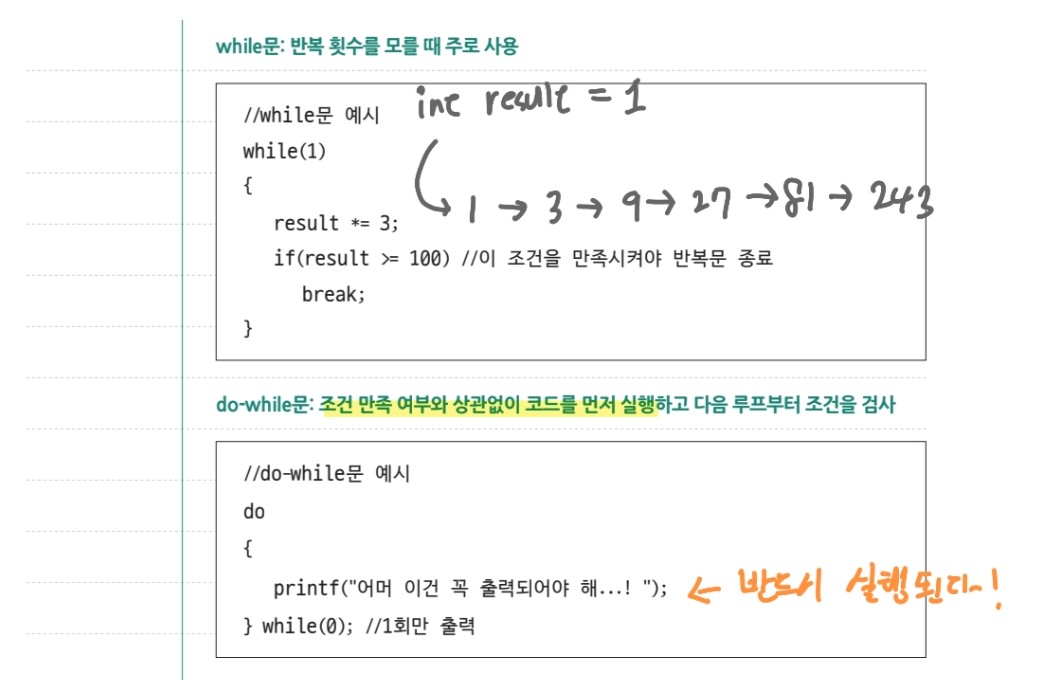 while문: 반복 횟수를 모를 때 주로 사용
//while문 예시 int result = 1
while(1)
{
1 → 3 → 9 → 27 → 81 → 243
result *= 3;
if(result >= 100) //이 조건을 만족시켜야 반복문 종료
break;
}
do-while문: 조건 만족 여부와 상관없이 코드를 먼저 실행하고 다음 루프부터 조건을 검사
//do-while문 예시
do
{
printf("어머 이건 꼭 출력되어야 해...! "); ← 반드시 실행된다~!
} while(0); //1회만 출력